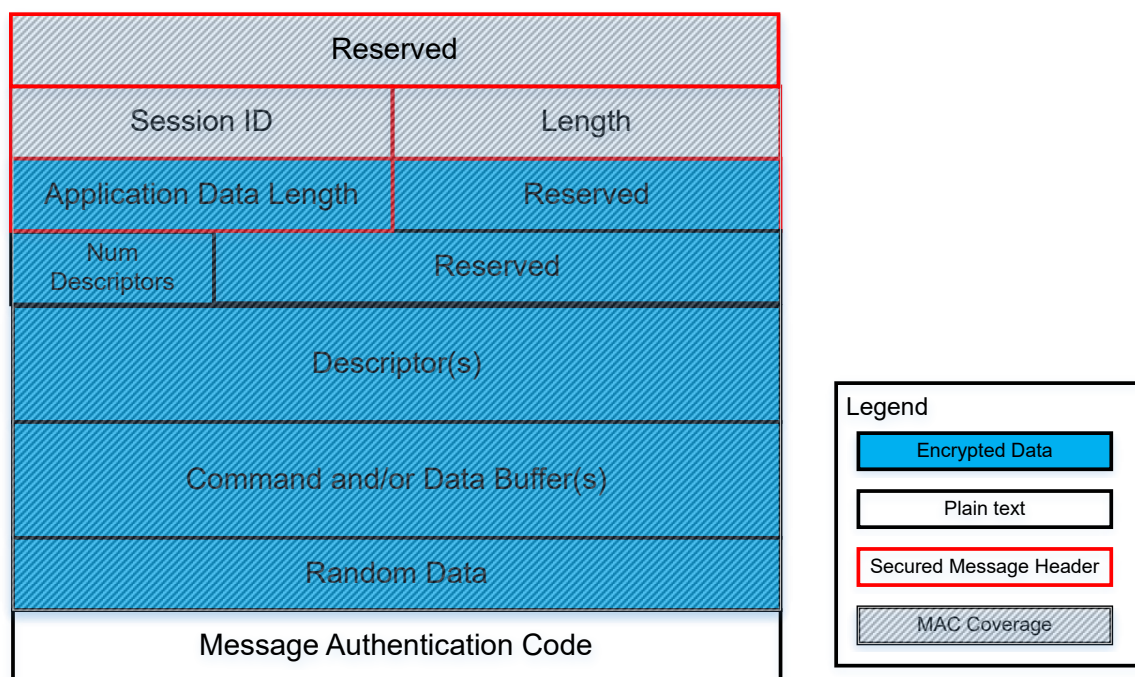 Reserved
Session ID
Length
Application Data Length
Reserved
Num
Descriptors
Reserved
Descriptor(s)
Command and/or Data Buffer(s)
Random Data
Message Authentication Code
Legend
Encrypted Data
Plain text
Secured Message Header
MAC Coverage